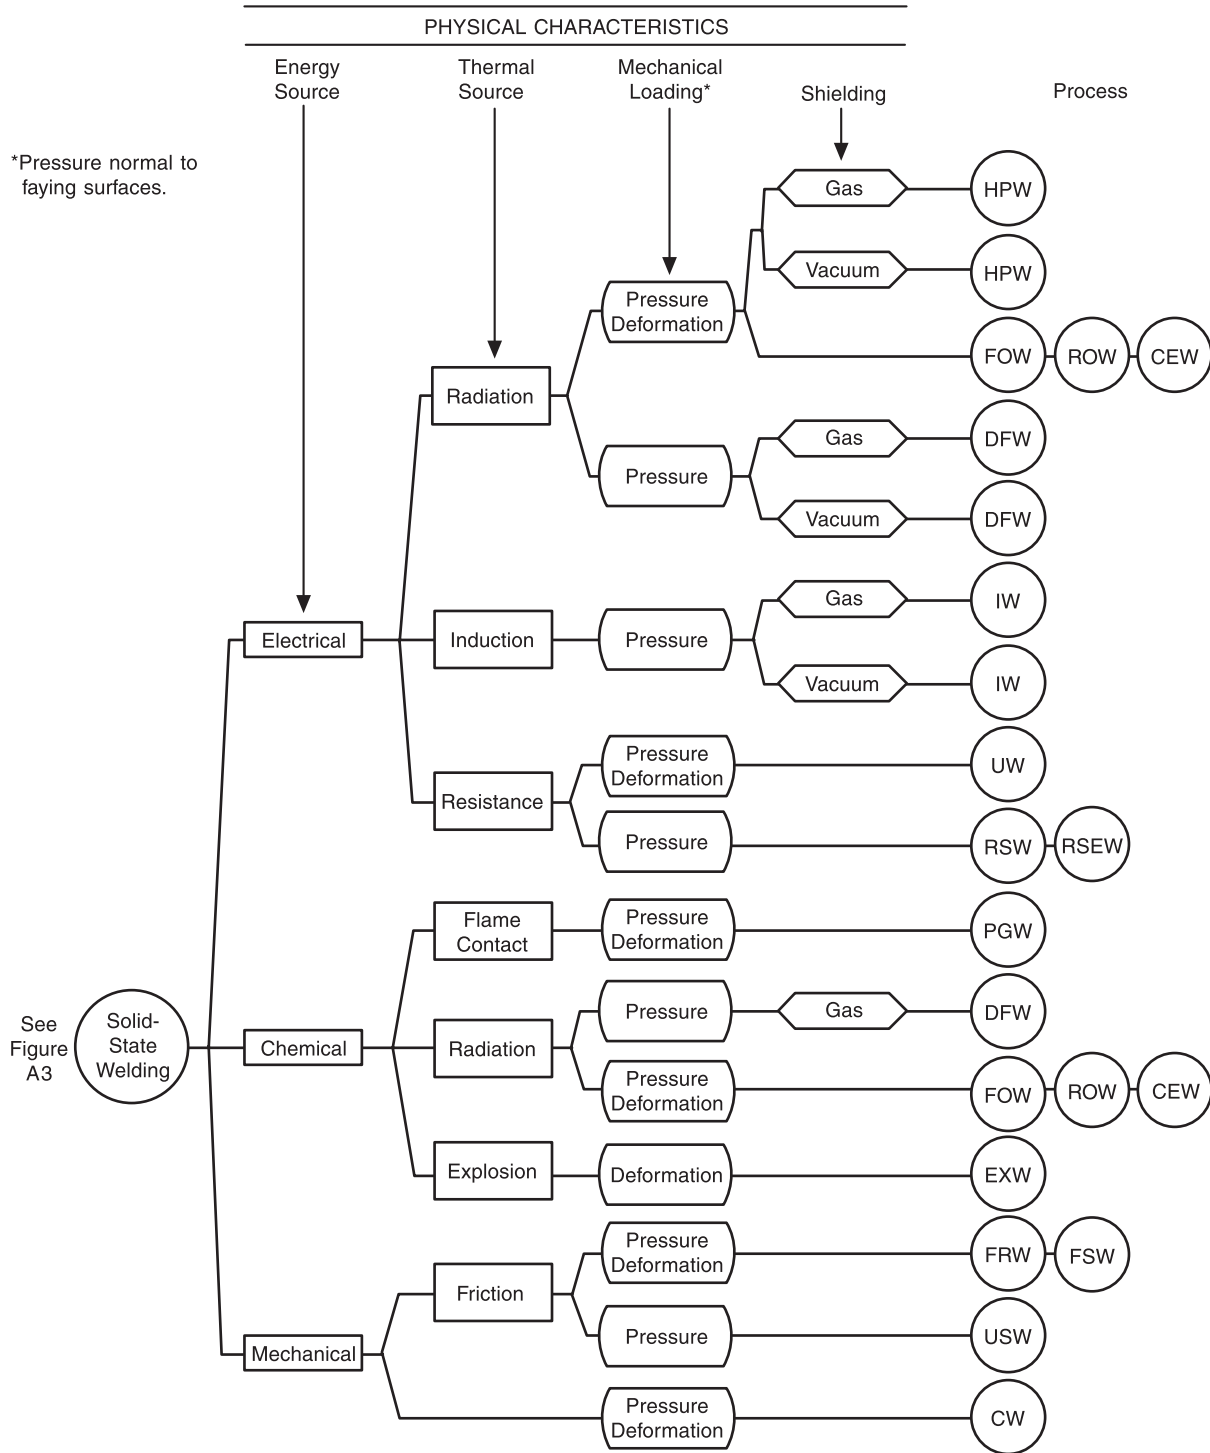 PHYSICAL CHARACTERISTICS
Energy
Source
Thermal
Source
Mechanical
Loading*
Shielding
Process
*Pressure normal to
faying surfaces.
Gas
HPW
Vacuum
HPW
Pressure
Deformation
FOW
ROW
CEW
Radiation
Gas
DFW
Pressure
Vacuum
DFW
Gas
IW
Electrical
Induction
Pressure
Vacuum
IW
Pressure
Deformation
UW
Resistance
Pressure
RSW
RSEW
Flame
Contact
Pressure
Deformation
PGW
See
Figure
A3
Solid-
State
Welding
Chemical
Radiation
Pressure
Gas
DFW
Pressure
Deformation
FOW
ROW
CEW
Explosion
Deformation
EXW
Pressure
Deformation
FRW
FSW
Friction
Pressure
USW
Mechanical
Pressure
Deformation
CW